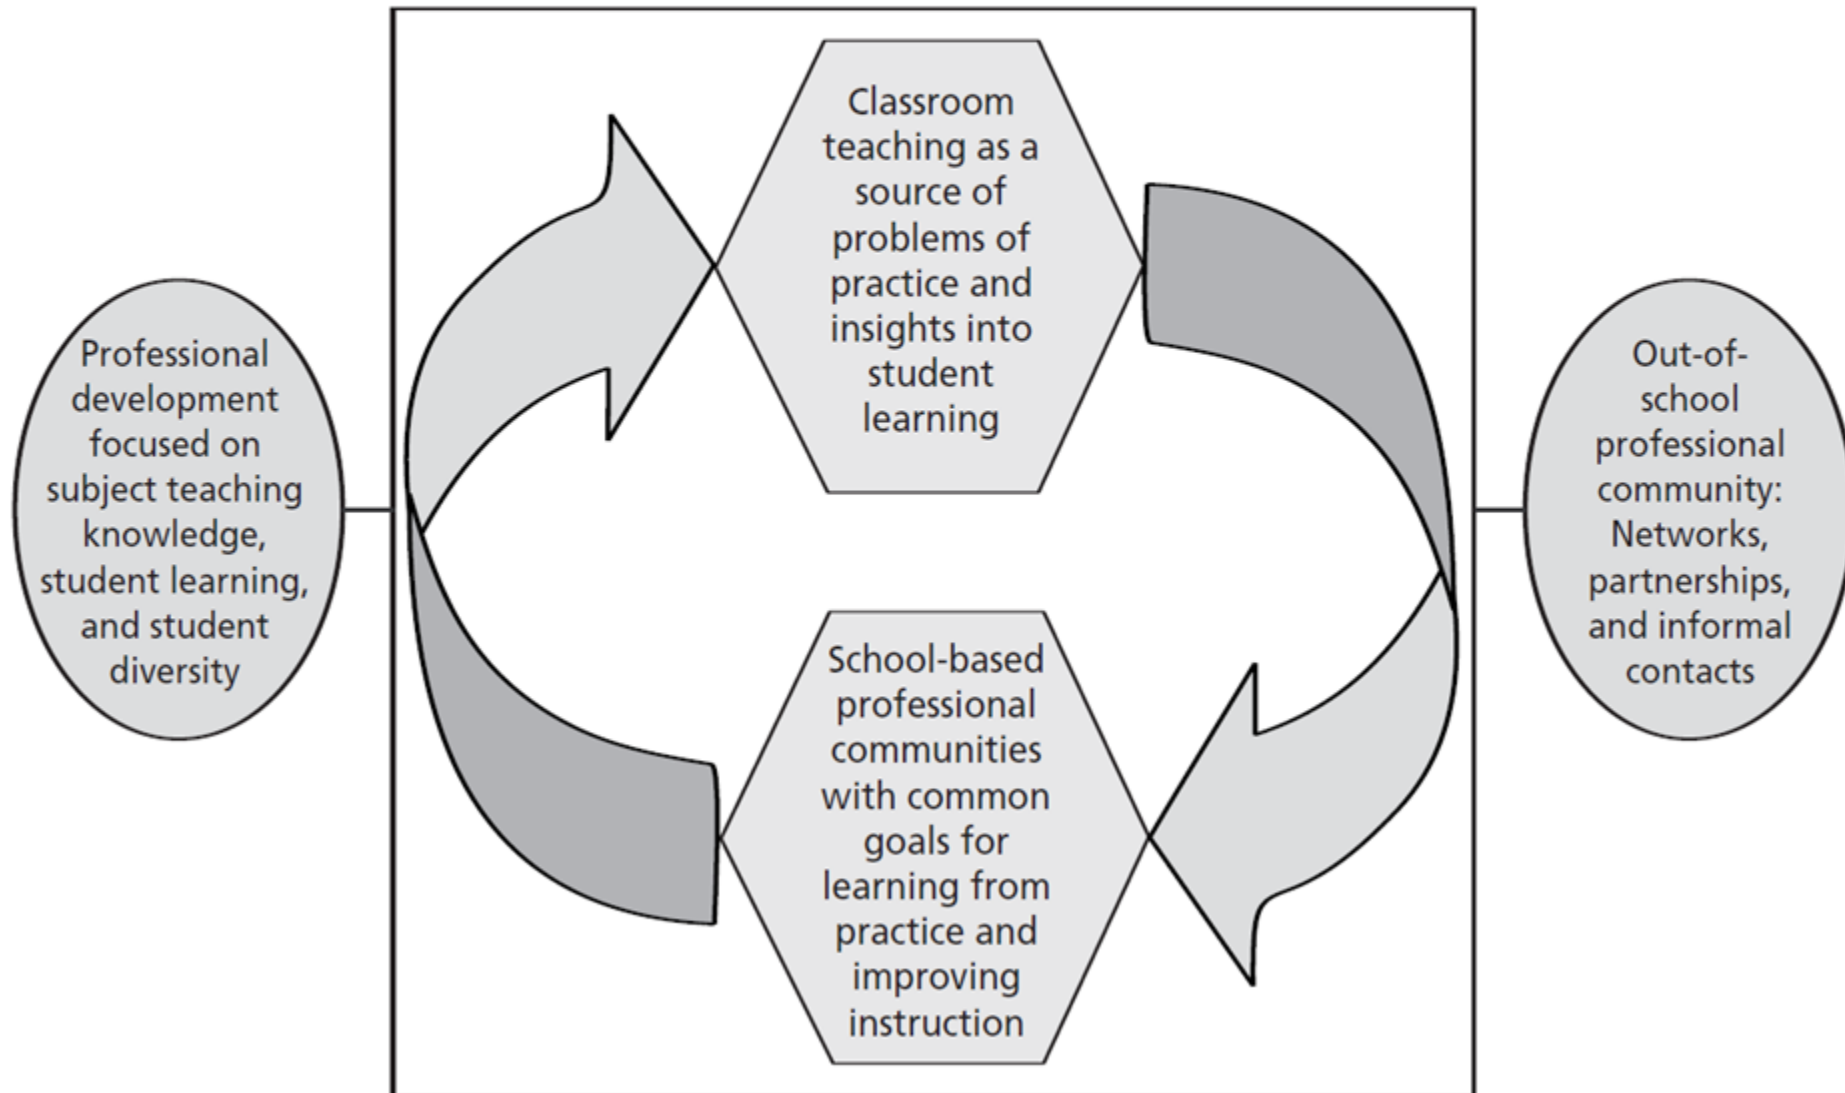 Classroom
teaching as a
source of
problems of
practice and
insights into
student
learning
Professional
development
focused on
subject teaching
knowledge,
student learning,
and student
diversity
Out-of-
school
professional
community:
Networks,
partnerships,
and informal
contacts
School-based
professional
communities
with common
goals for
learning from
practice and
improving
instruction